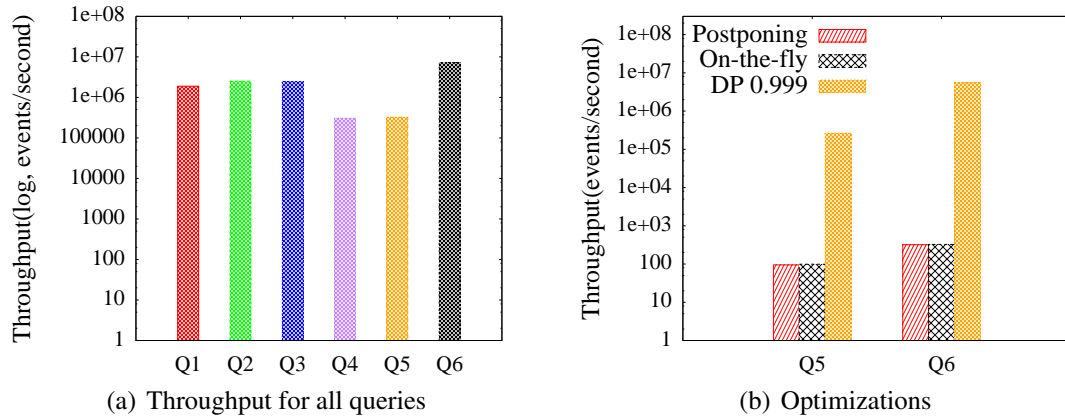 Throughput(log, events/second)
1e+08
1e+07
1e+06
100000
10000
1000
100
10
1
Q1 Q2 Q3 Q4 Q5 Q6
(a) Throughput for all queries
Throughput(events/second)
1e+08
1e+07
1e+06
1e+05
1e+04
1e+03
100
10
1
Postponing
On-the-fly
DP 0.999
Q5 Q6
(b) Optimizations